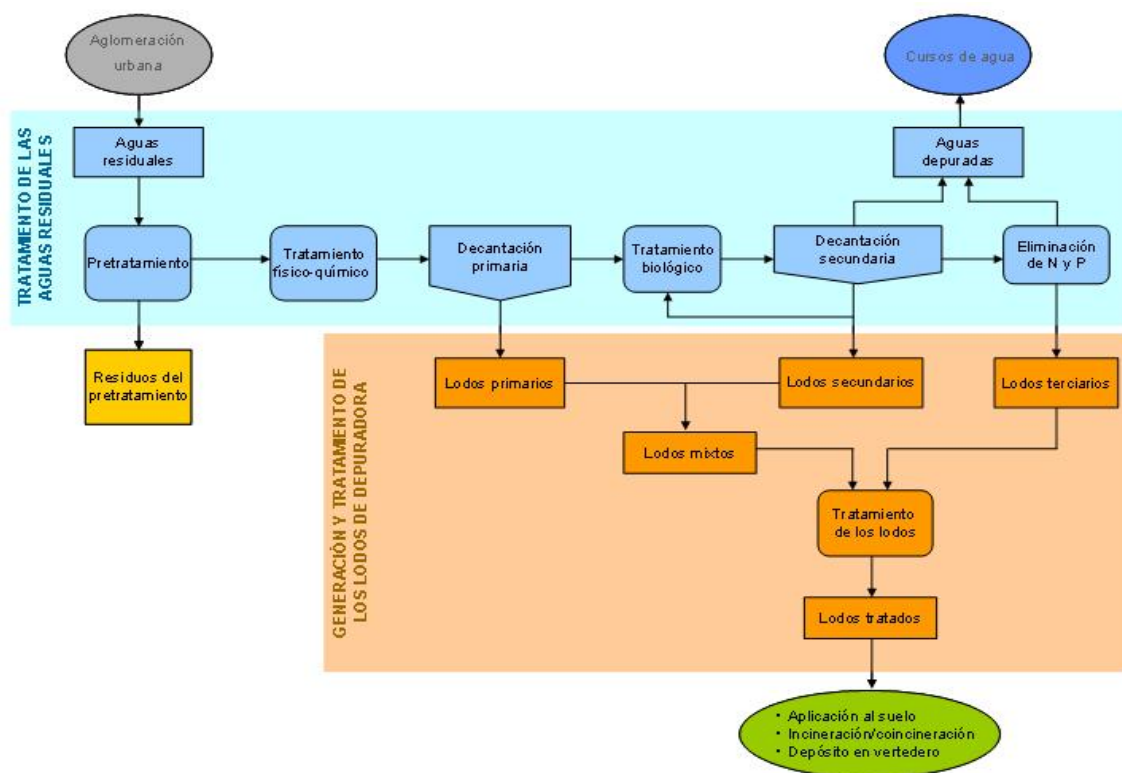 Aglomeración
urbana
Cursos de agua
TRATAMIENTO DE LAS
AGUAS RESIDUALES
Aguas
residuales
Aguas
depuradas
Pretratamiento
Tratamiento
físico-químico
Decantación
primaria
Tratamiento
biológico
Decantación
secundaria
Eliminación
de N y P
Residuos del
pretratamiento
GENERACIÓN Y TRATAMIENTO DE
LOS LODOS DE DEPURADORA
Lodos primarios
Lodos secundarios
Lodos terciarios
Lodos mixtos
Tratamiento
de los lodos
Lodos tratados
• Aplicación al suelo
• Incineración/coincineración
• Depósito en vertedero